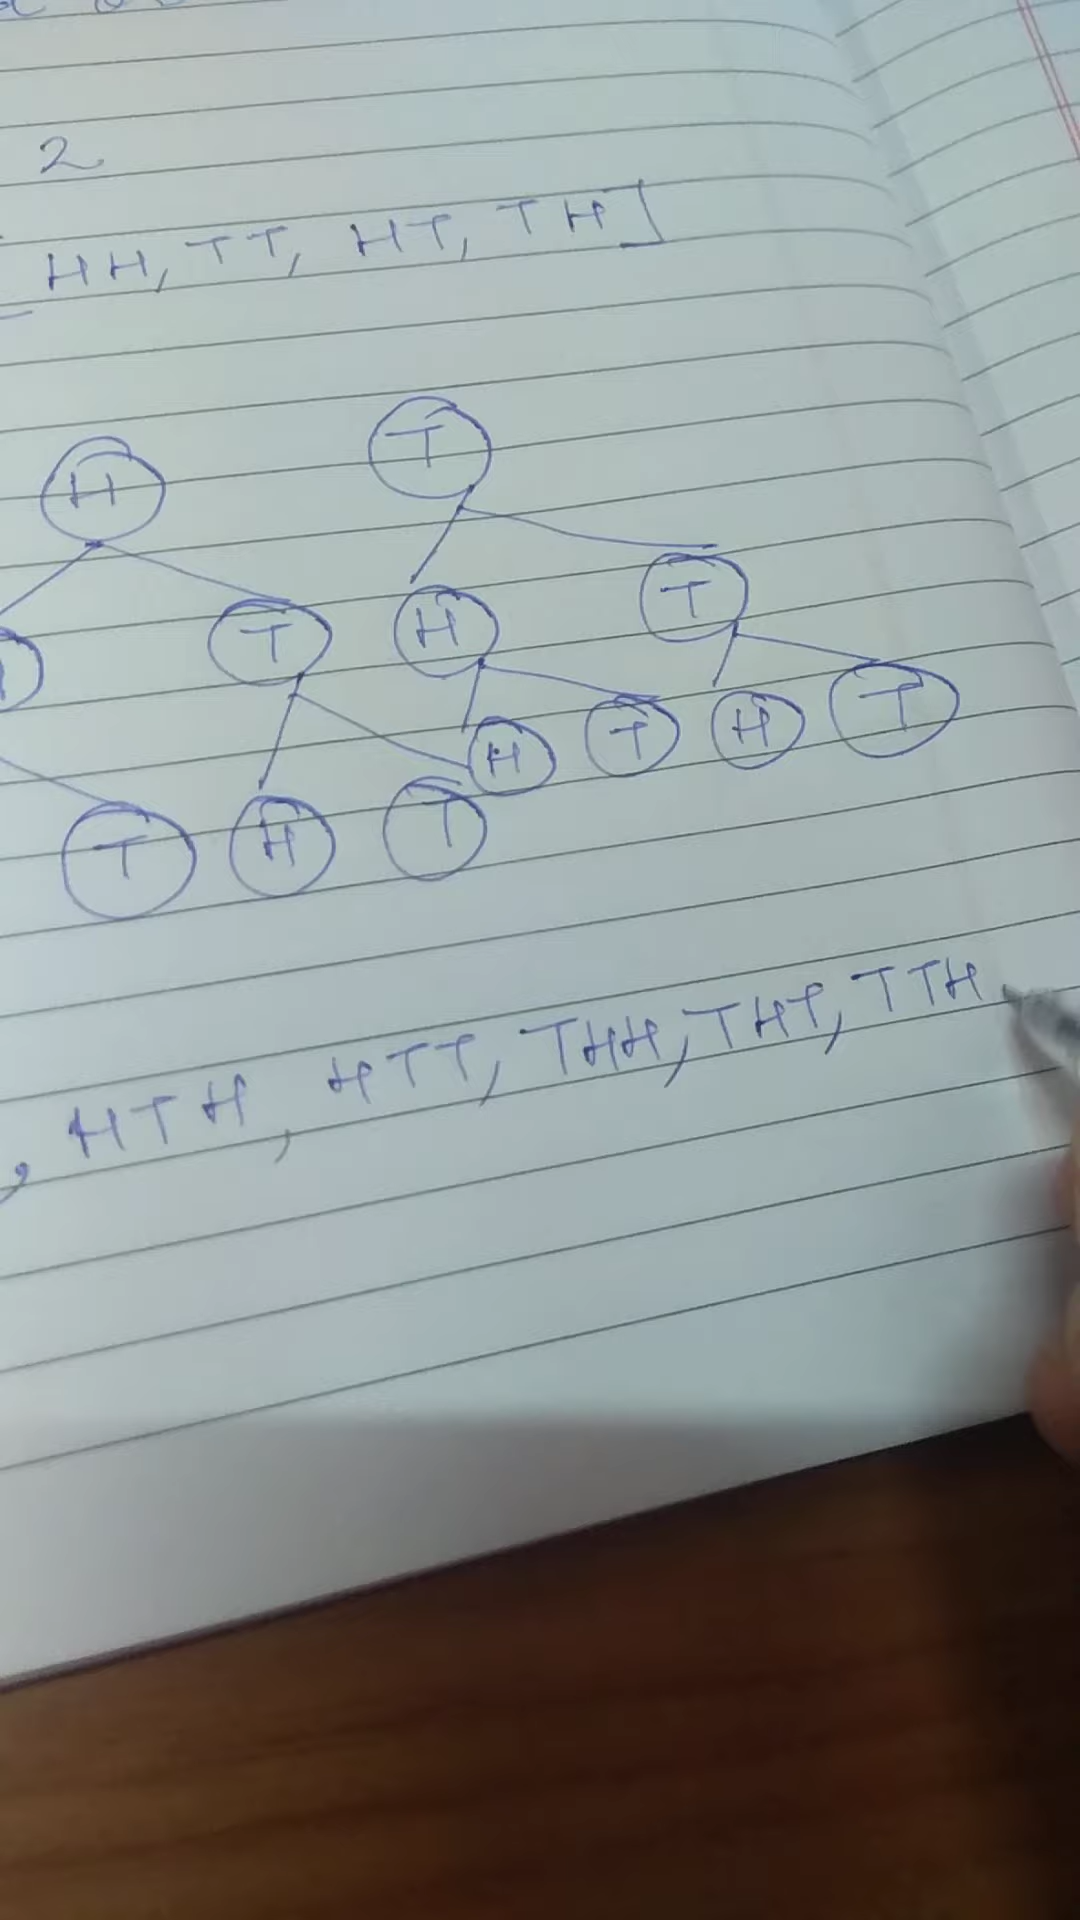 2
HH, TT, HT, TH]
H T
T H T
H T H T
T H T
, HTH, HTT, THH, THT, TTH